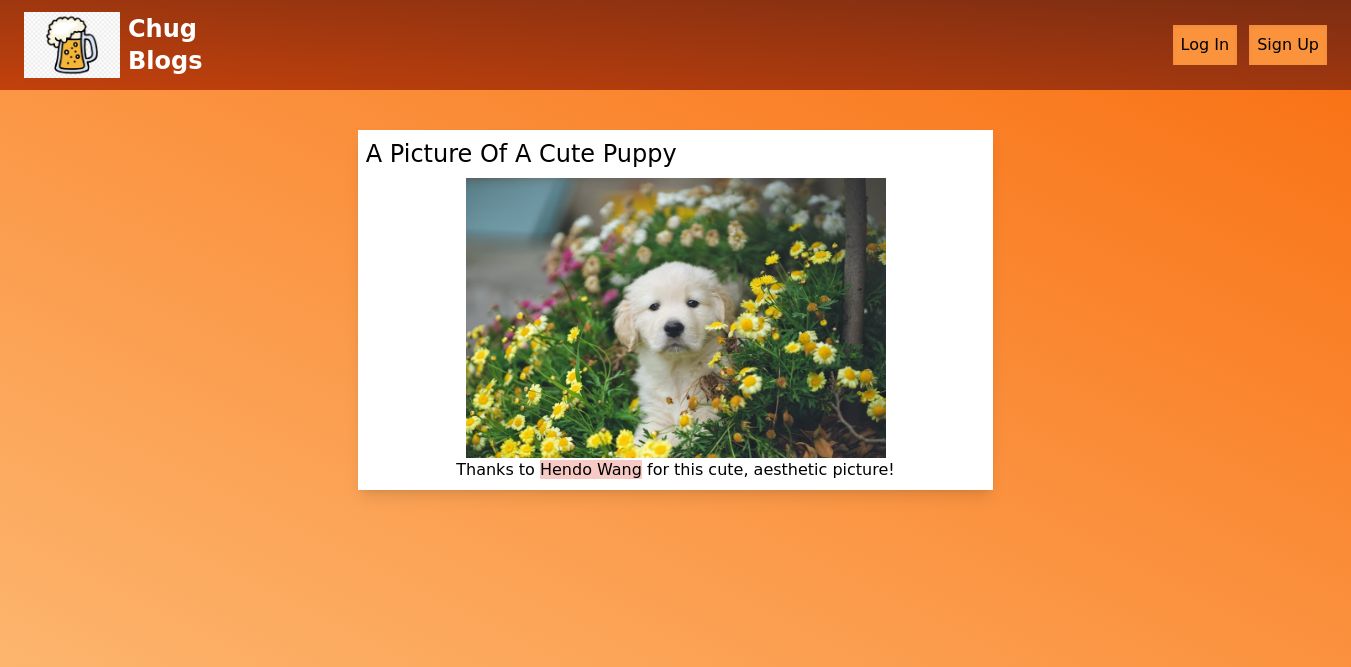 Chug
Blogs
Log In
Sign Up
A Picture Of A Cute Puppy
Thanks to Hendo Wang for this cute, aesthetic picture!